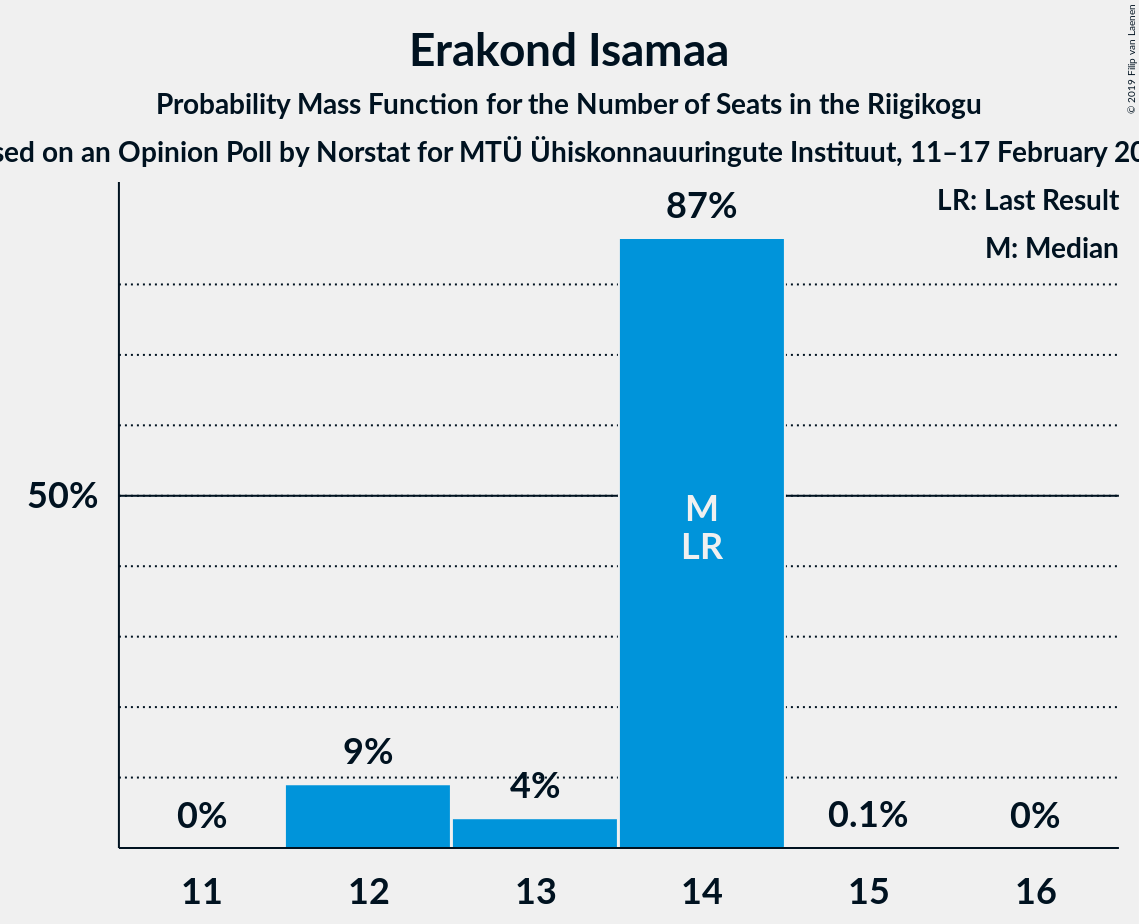 Erakond Isamaa
Probability Mass Function for the Number of Seats in the Riigikogu
sed on an Opinion Poll by Norstat for MTÜ Ühiskonnauuringute Instituut, 11–17 February 20
© 2019 Filip van Laenen
LR: Last Result
M: Median
87%
50%
M
LR
9%
4%
0%
0.1%
0%
11 12 13 14 15 16